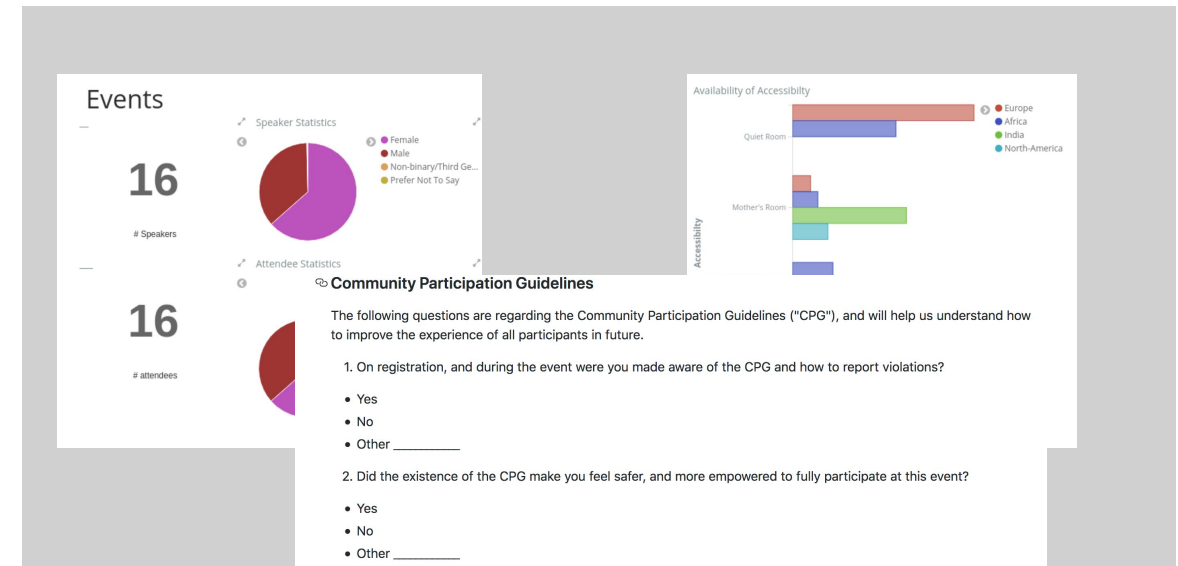 Events
16
# Speakers
Speaker Statistics
Female
Male
Non-binary/Third Ge...
Prefer Not To Say
16
# attendees
Attendee Statistics
Availability of Accessibilty
Quiet Room
Mother's Room
Accessibilty
Europe
Africa
India
North-America
Community Participation Guidelines
The following questions are regarding the Community Participation Guidelines ("CPG"), and will help us understand how
to improve the experience of all participants in future.
1. On registration, and during the event were you made aware of the CPG and how to report violations?
• Yes
• No
• Other __________
2. Did the existence of the CPG make you feel safer, and more empowered to fully participate at this event?
• Yes
• No
• Other __________